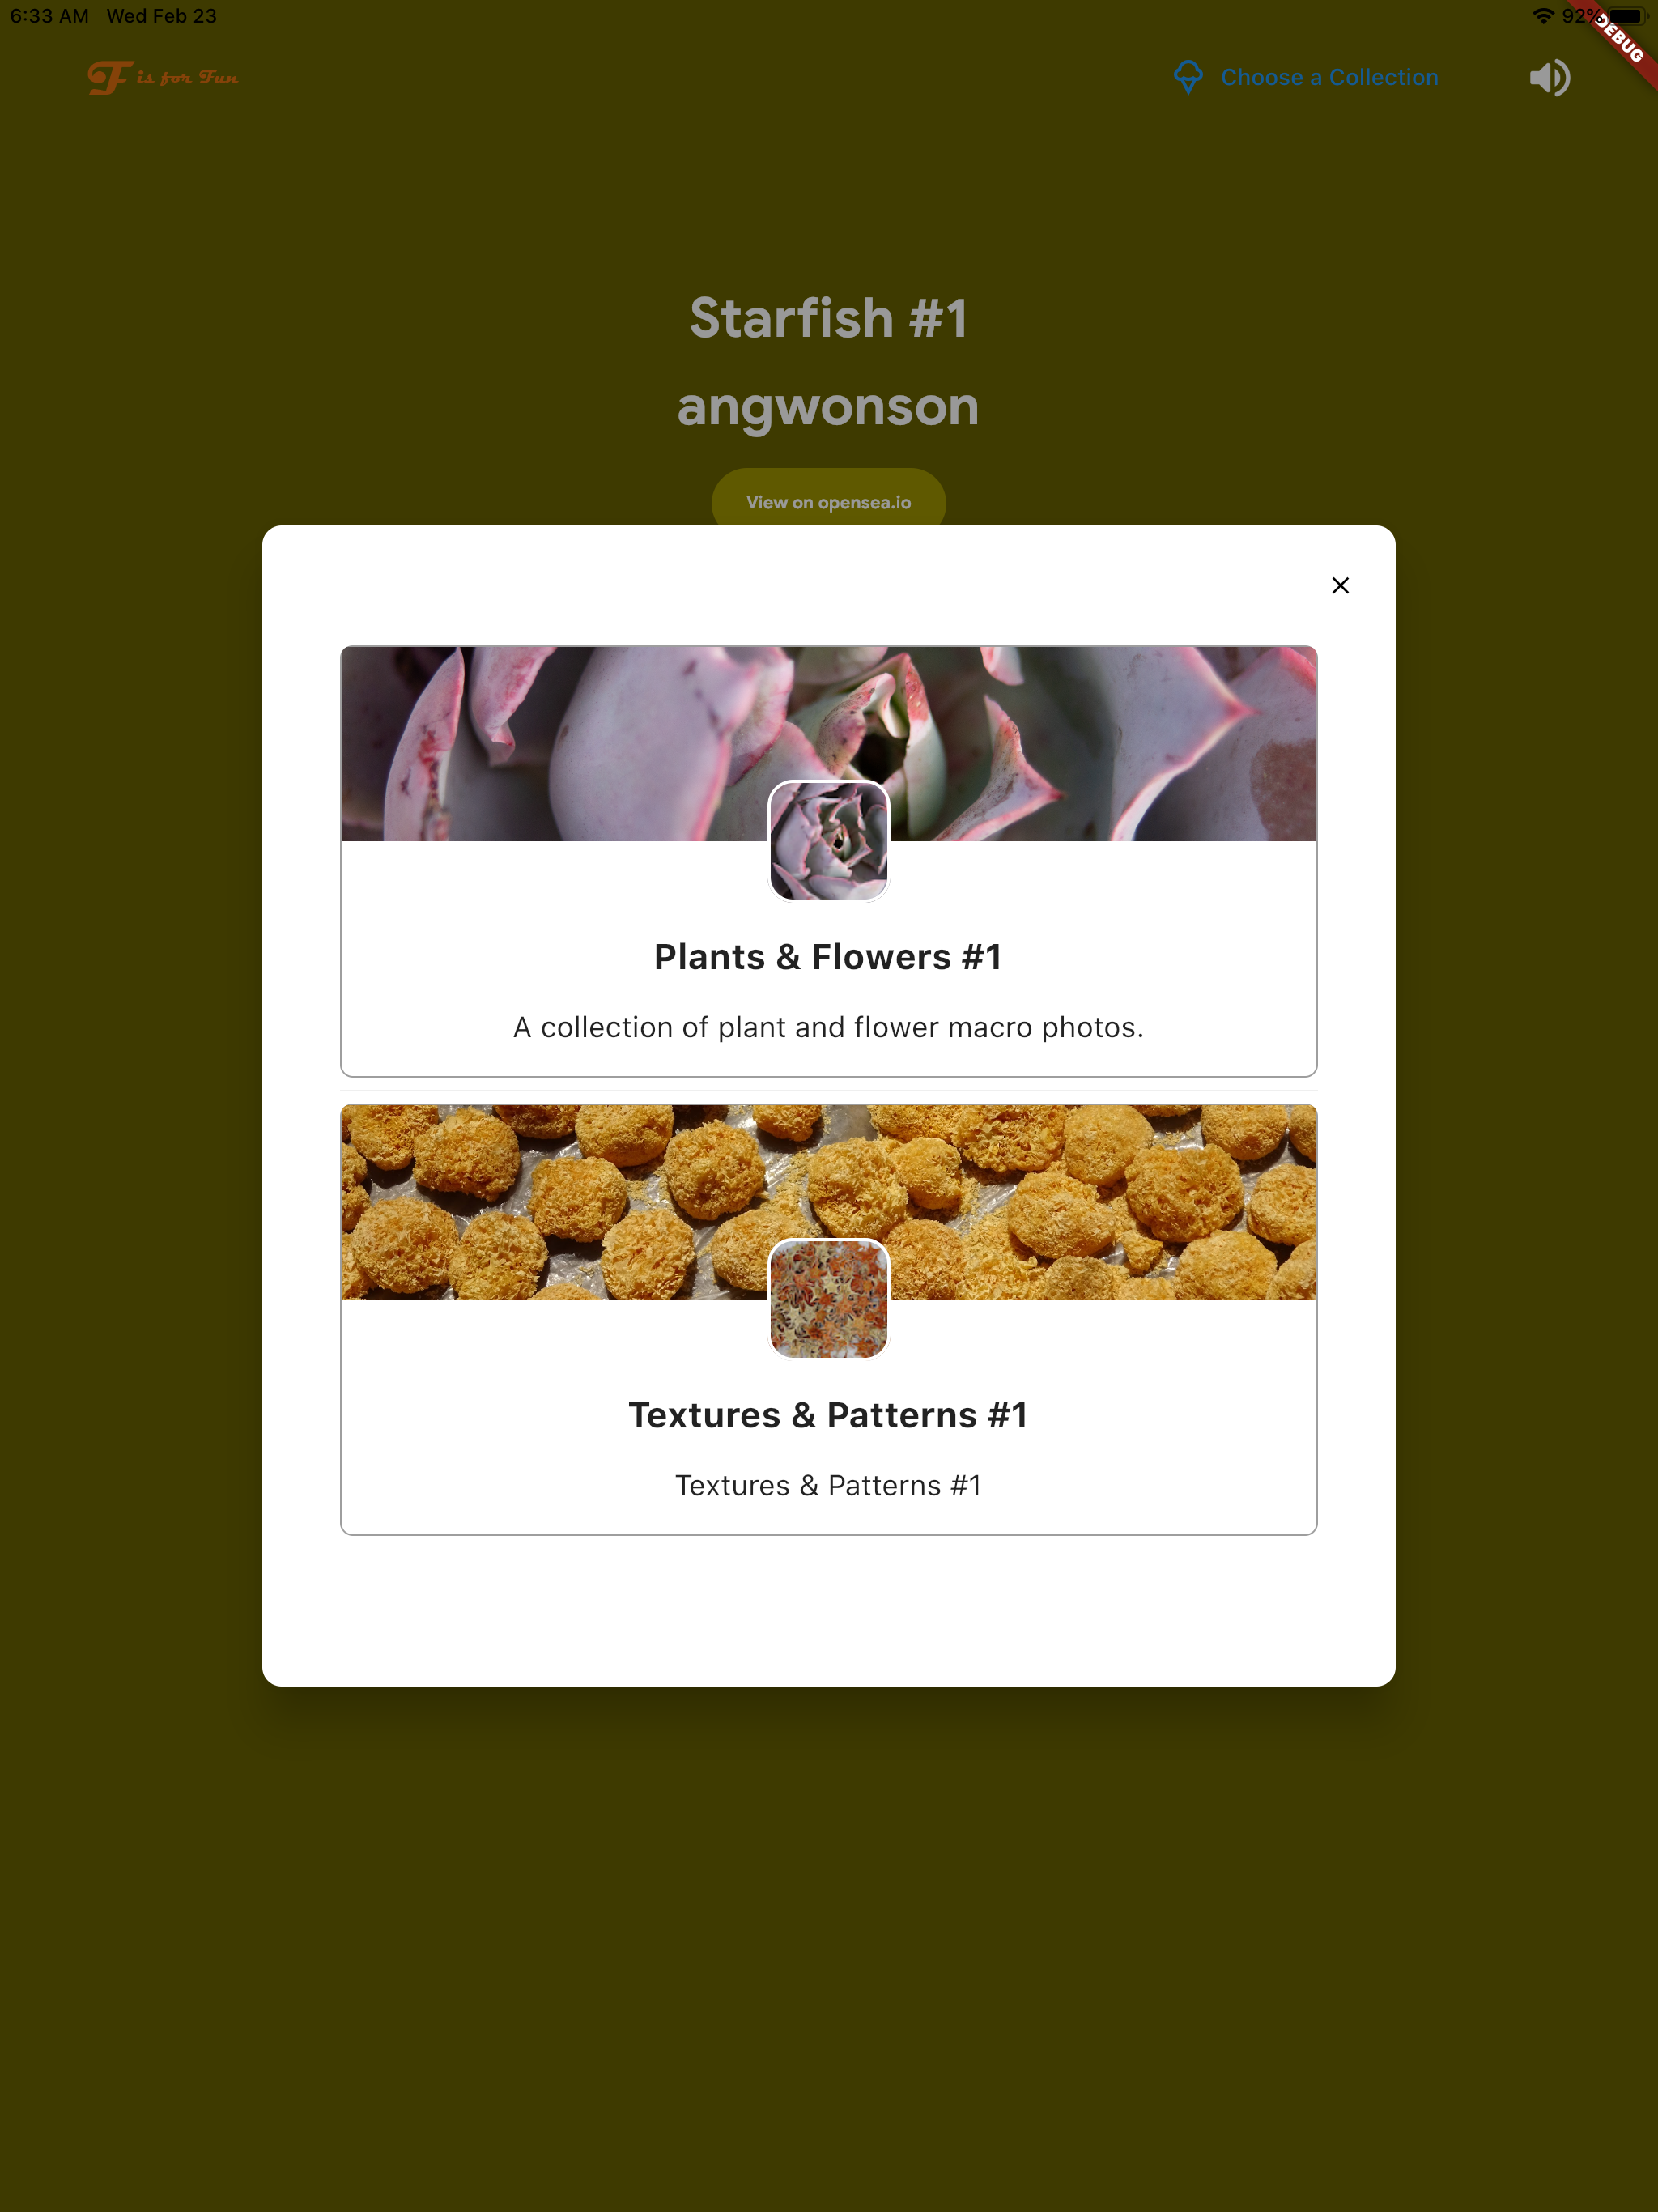 6:33 AM Wed Feb 23
92%
DEBUG
F is for Fun
Choose a Collection
Starfish #1
angwonson
View on opensea.io
Plants & Flowers #1
A collection of plant and flower macro photos.
Textures & Patterns #1
Textures & Patterns #1